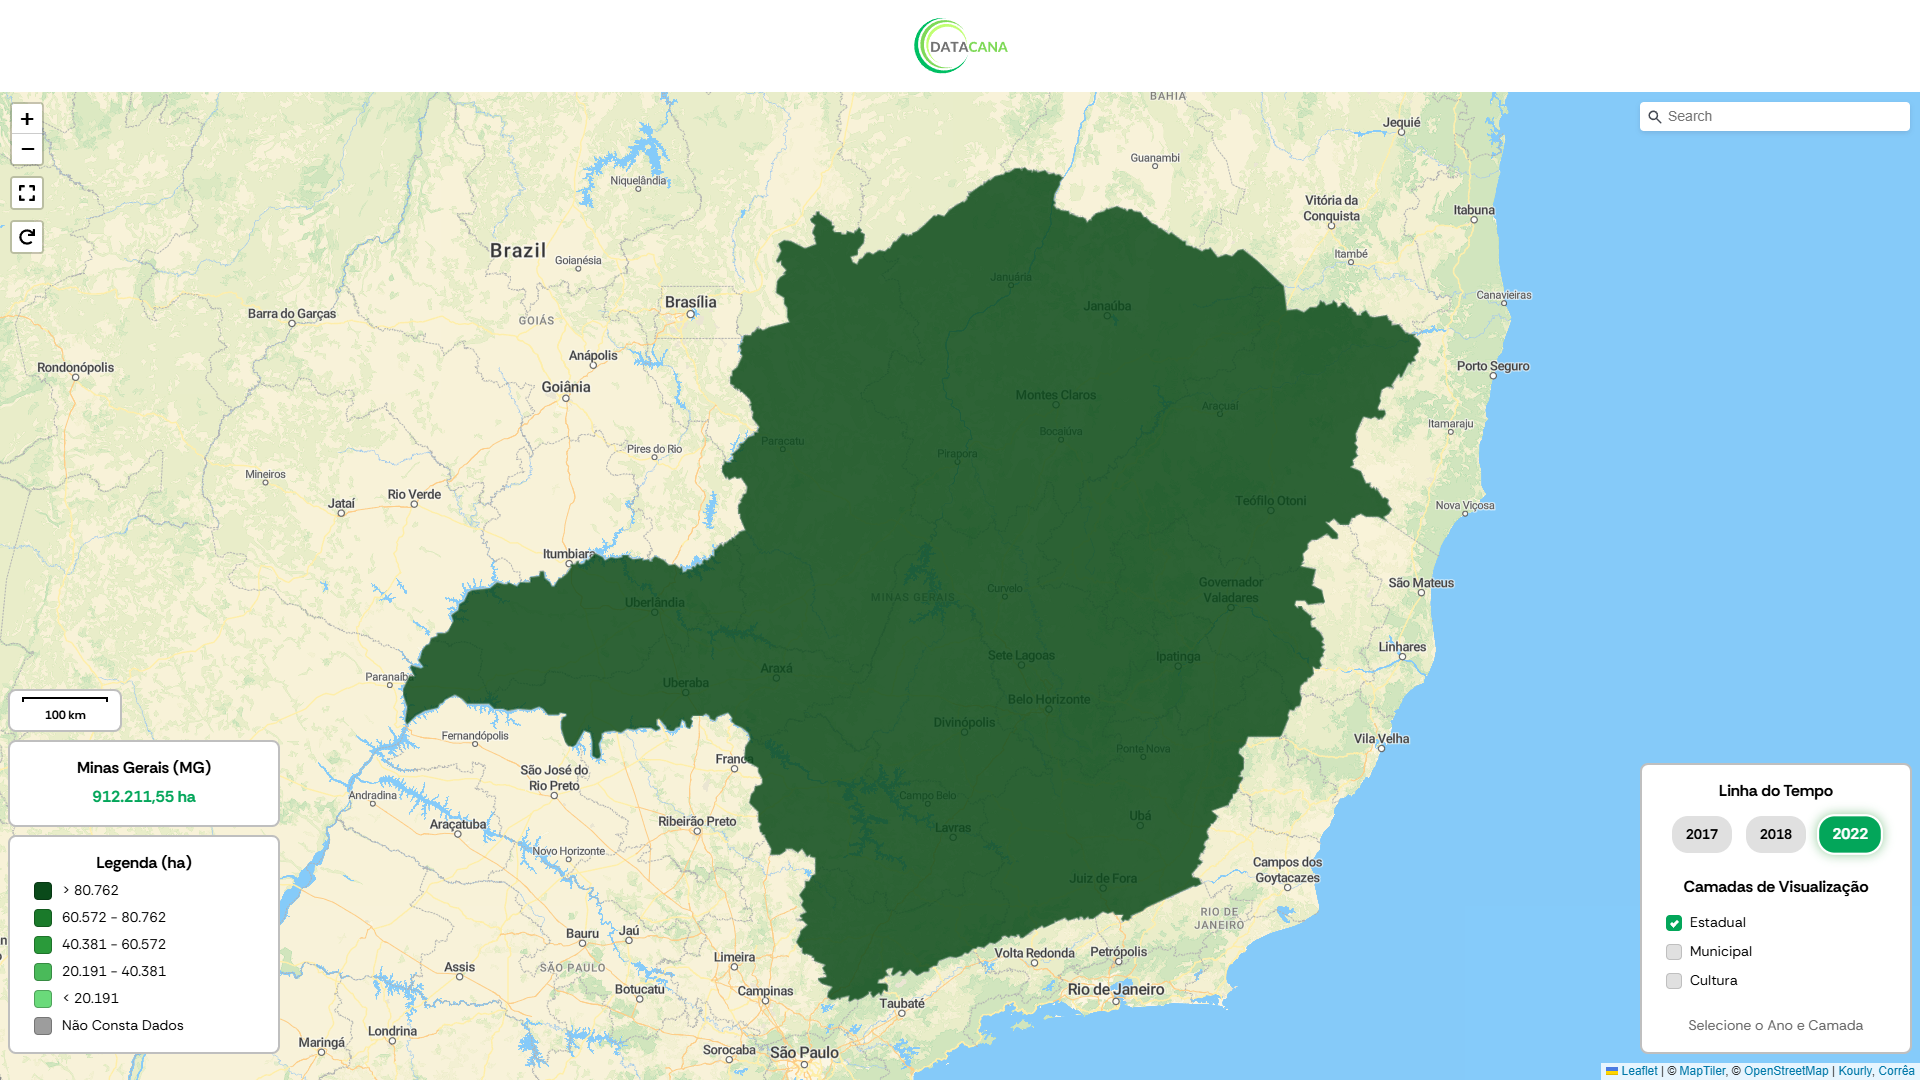 DATACANA
+
−
Search
BAHIA
Jequié
Guanambi
Niquelândia
Vitória da
Conquista
Itabuna
Brazil
Goianésia
Itambé
Januária
Canavieiras
Brasília
Janaúba
Barra do Garças
GOIÁS
Anápolis
Rondonópolis
Porto Seguro
Goiânia
Montes Claros
Araçuaí
Itamaraju
Bocaiúva
Paracatu
Pires do Rio
Pirapora
Mineiros
Rio Verde
Jataí
Teófilo Otoni
Nova Viçosa
Itumbiara
Governador
Valadares
São Mateus
Curvelo
MINAS GERAIS
Uberlândia
Linhares
Sete Lagoas
Ipatinga
Araxá
Paranaíb
Uberaba
Belo Horizonte
100 km
Divinópolis
Fernandópolis
Vila Velha
Ponte Nova
Franca
Minas Gerais (MG)
912.211,55 ha
São José do
Rio Preto
Andradina
Campo Belo
Araçatuba
Ribeirão Preto
Ubá
Lavras
Novo Horizonte
Campos dos
Goytacazes
Juiz de Fora
RIO DE
JANEIRO
Bauru
Jaú
Volta Redonda
Petrópolis
Limeira
Assis
SÃO PAULO
Botucatu
Campinas
Rio de Janeiro
Taubaté
Londrina
Maringá
Sorocaba
São Paulo
Legenda (ha)
> 80.762
60.572 – 80.762
40.381 – 60.572
20.191 – 40.381
< 20.191
Não Consta Dados
Linha do Tempo
2017
2018
2022
Camadas de Visualização
Estadual
Municipal
Cultura
Selecione o Ano e Camada
Leaflet | © MapTiler, © OpenStreetMap | Kourly, Corrêa